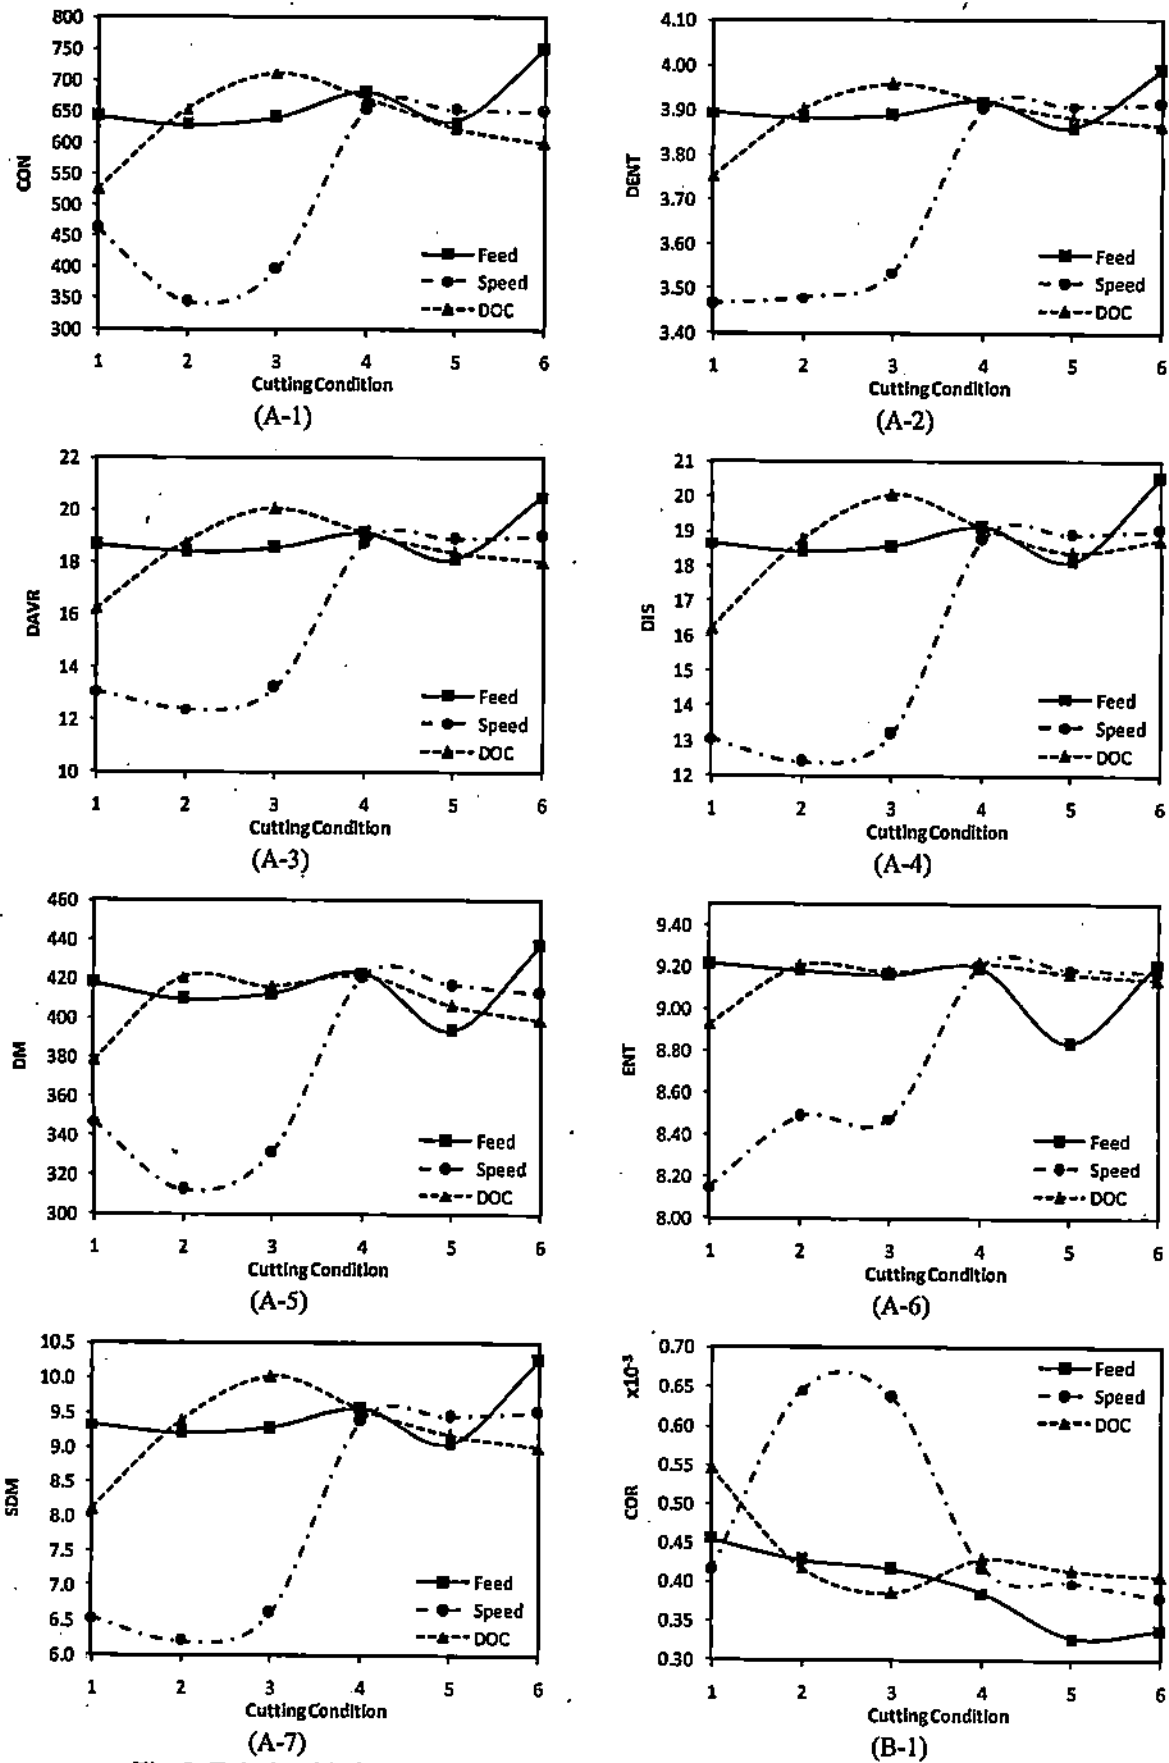 800
750
700
650
600
550
500
450
400
350
300
CON
Feed
Speed
DOC
1 2 3 4 5 6
Cutting Condition
(A-1)
4.10
4.00
3.90
3.80
3.70
3.60
3.50
3.40
DENT
Feed
Speed
DOC
1 2 3 4 5 6
Cutting Condition
(A-2)
22
20
18
16
14
12
10
DAVR
Feed
Speed
DOC
1 2 3 4 5 6
Cutting Condition
(A-3)
21
20
19
18
17
16
15
14
13
12
DIS
Feed
Speed
DOC
1 2 3 4 5 6
Cutting Condition
(A-4)
460
440
420
400
380
360
340
320
300
DM
Feed
Speed
DOC
1 2 3 4 5 6
Cutting Condition
(A-5)
9.40
9.20
9.00
8.80
8.60
8.40
8.20
8.00
ENT
Feed
Speed
DOC
1 2 3 4 5 6
Cutting Condition
(A-6)
10.5
10.0
9.5
9.0
8.5
8.0
7.5
7.0
6.5
6.0
SDM
Feed
Speed
DOC
1 2 3 4 5 6
Cutting Condition
(A-7)
x10⁻³
0.70
0.65
0.60
0.55
0.50
0.45
0.40
0.35
0.30
COR
Feed
Speed
DOC
1 2 3 4 5 6
Cutting Condition
(B-1)